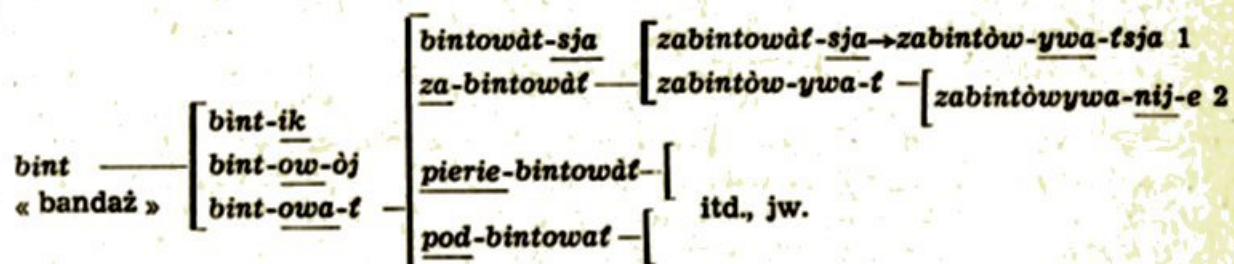 bintowàt-sja
zabintowàt-sja→zabintòw-ywa-tsja 1
za-bintowàt
zabintòw-ywa-t
zabintòwywa-nij-e 2
bint
« bandaż »
bìnt-ik
bint-ow-òj
bint-owa-t
pierie-bintowàt
pod-bintowat
itd., jw.